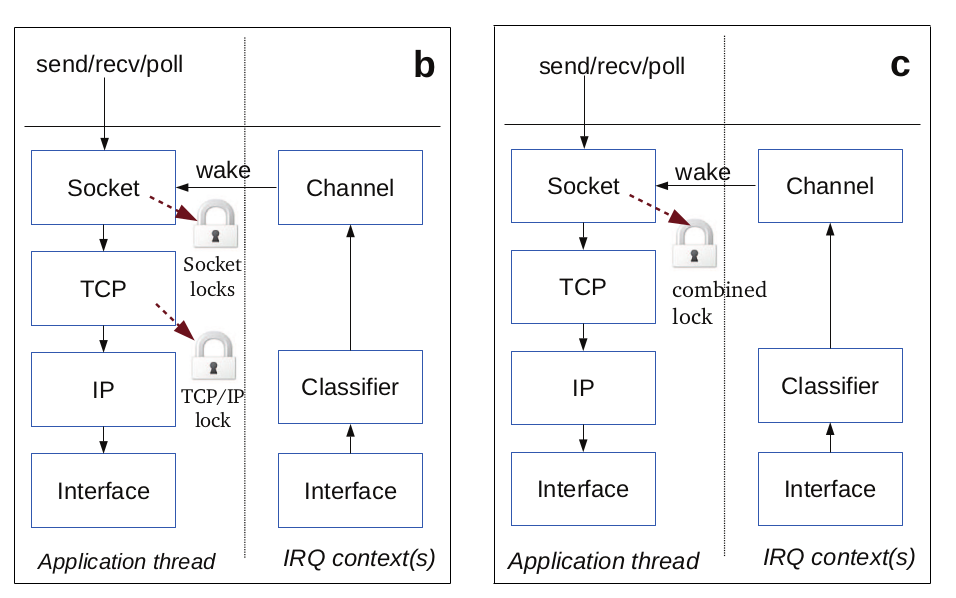 b
send/recv/poll
wake
Socket
Channel
Socket
locks
TCP
TCP/IP
lock
IP
Classifier
Interface
Interface
Application thread
IRQ context(s)
c
send/recv/poll
wake
Socket
Channel
TCP
combined
lock
IP
Classifier
Interface
Interface
Application thread
IRQ context(s)